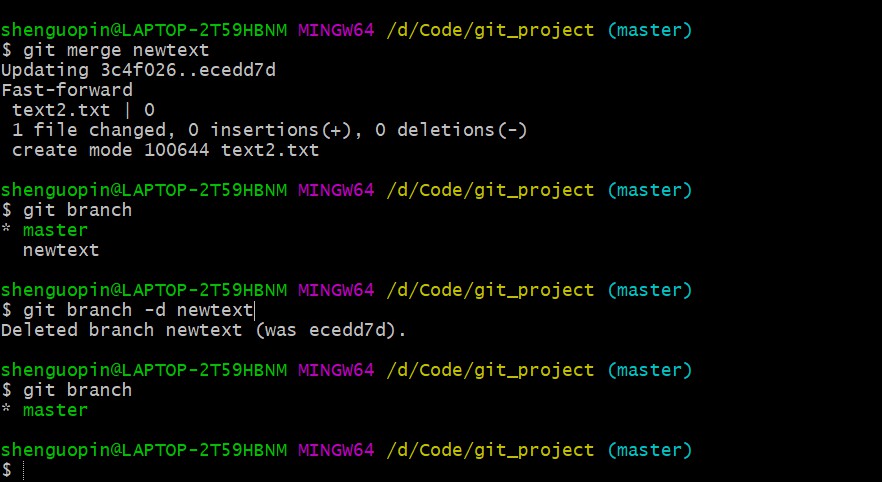 shenguopin@LAPTOP-2T59HBNM MINGW64 /d/Code/git_project (master)
$ git merge newtext
Updating 3c4f026..ecedd7d
Fast-forward
 text2.txt | 0
 1 file changed, 0 insertions(+), 0 deletions(-)
 create mode 100644 text2.txt

shenguopin@LAPTOP-2T59HBNM MINGW64 /d/Code/git_project (master)
$ git branch
* master
  newtext

shenguopin@LAPTOP-2T59HBNM MINGW64 /d/Code/git_project (master)
$ git branch -d newtext
Deleted branch newtext (was ecedd7d).

shenguopin@LAPTOP-2T59HBNM MINGW64 /d/Code/git_project (master)
$ git branch
* master

shenguopin@LAPTOP-2T59HBNM MINGW64 /d/Code/git_project (master)
$